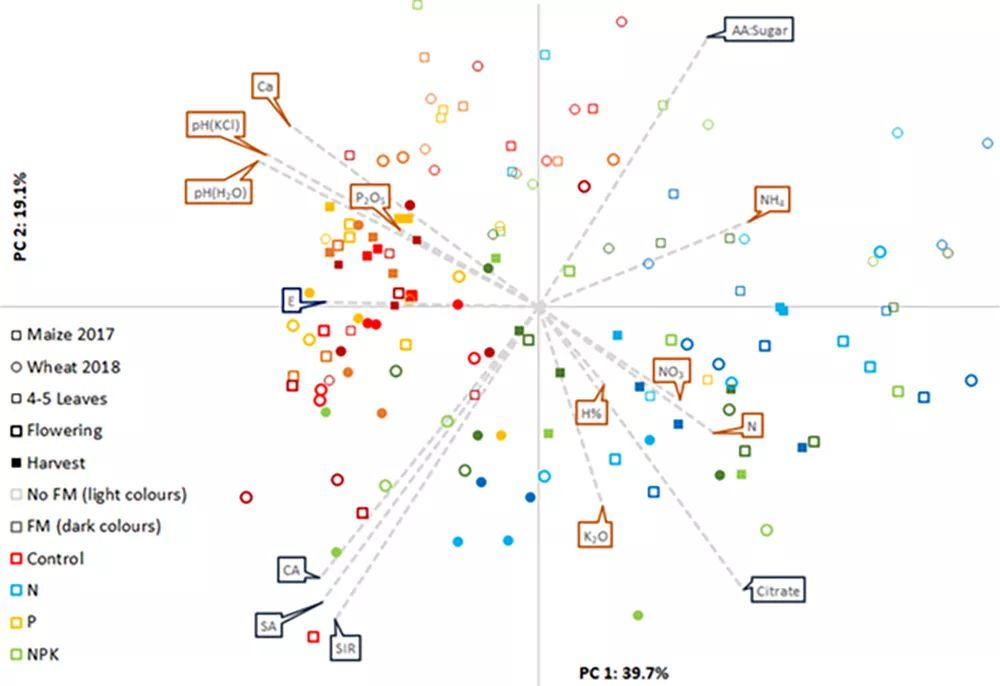 AA:Sugar
Ca
pH(KCl)
pH(H₂O)
P₂O₅
NH₄
PC 2: 19.1%
E
Maize 2017
Wheat 2018
4-5 Leaves
Flowering
Harvest
No FM (light colours)
FM (dark colours)
Control
N
P
NPK
NO₃
H%
N
K₂O
CA
SA
SIR
Citrate
PC 1: 39.7%